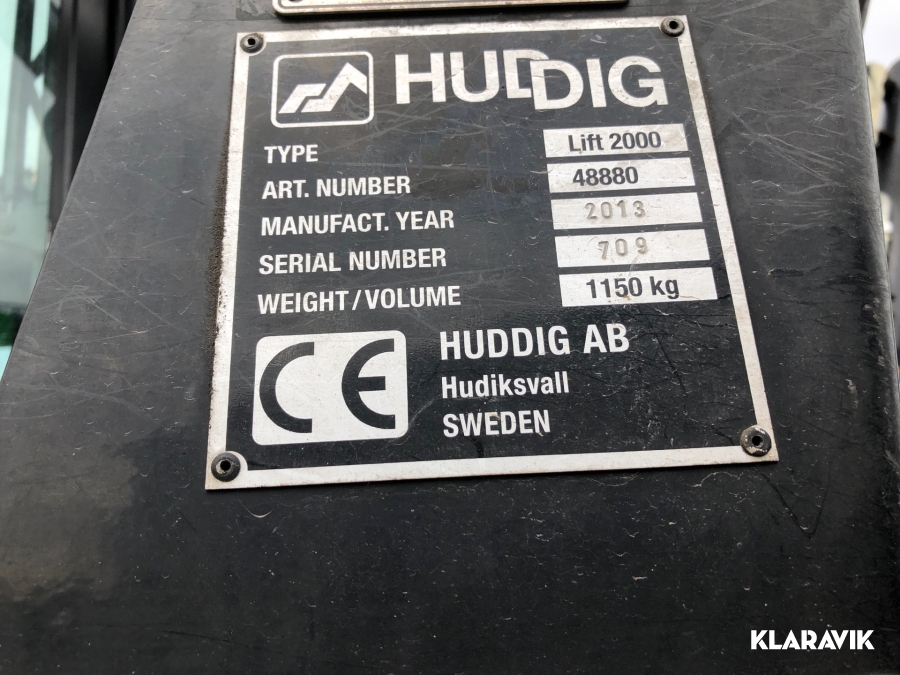 HUDDIG
TYPE Lift 2000
ART. NUMBER 48880
MANUFACT. YEAR 2013
SERIAL NUMBER 709
WEIGHT/VOLUME 1150 kg
CE HUDDIG AB
Hudiksvall
SWEDEN
KLARAVIK